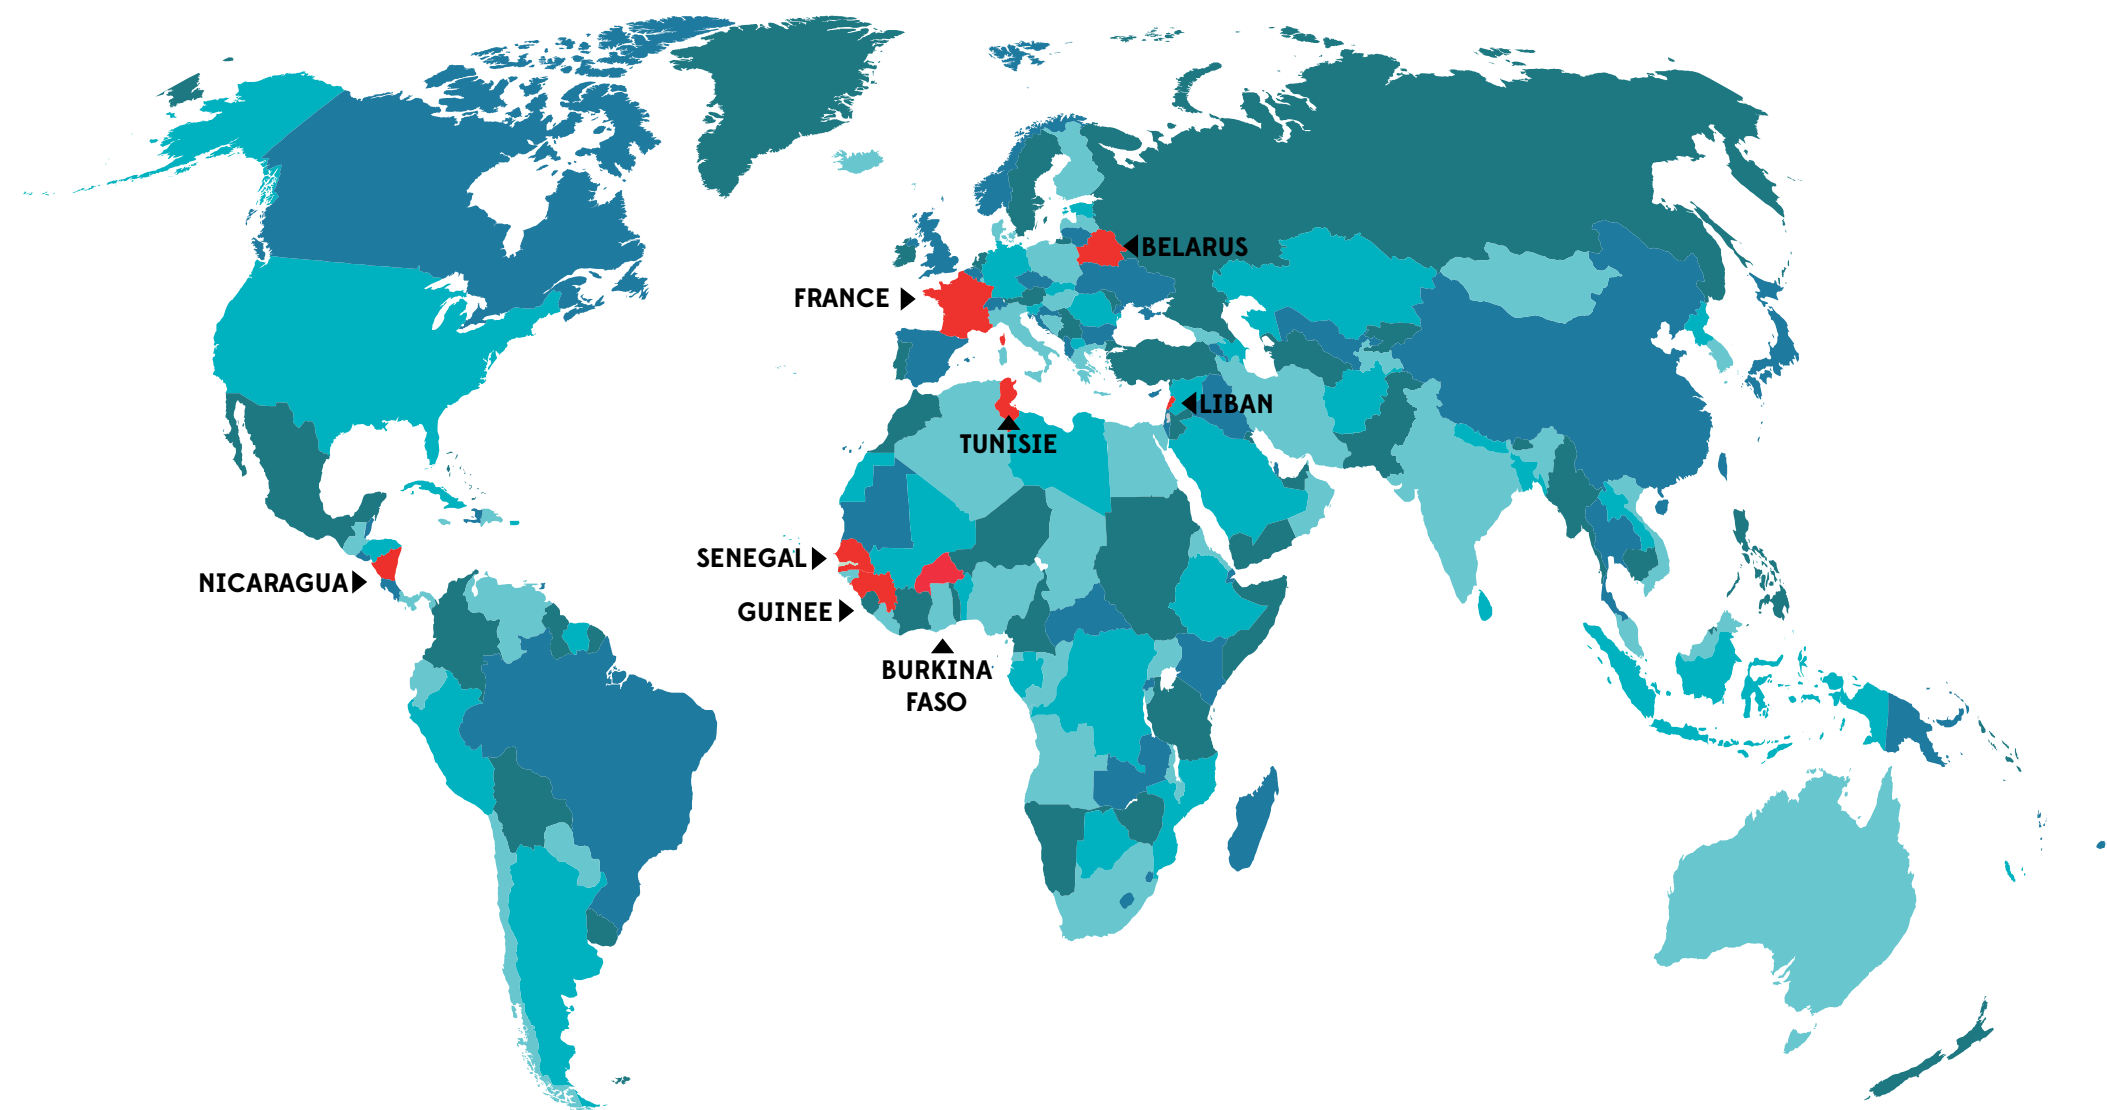 BELARUS
FRANCE
LIBAN
TUNISIE
SENEGAL
NICARAGUA
GUINEE
BURKINA
FASO